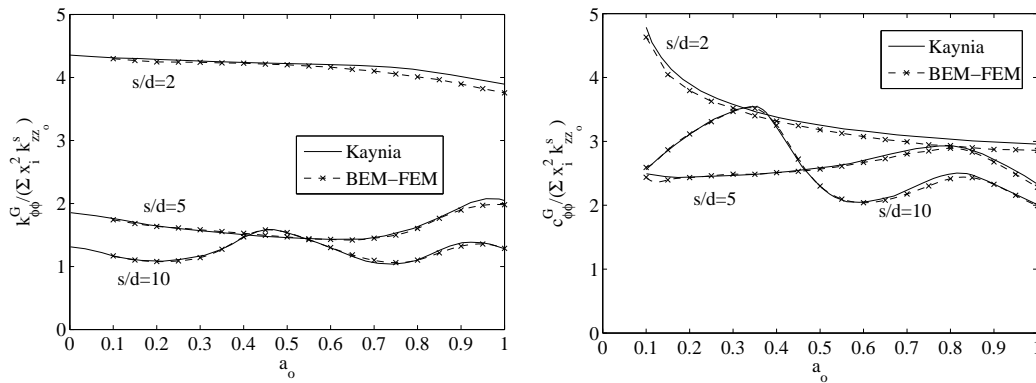 5
4
3
2
1
0
k^G_ϕϕ/(Σ x_i^2 k^s_zz_o)
s/d=2
Kaynia
BEM−FEM
s/d=5
s/d=10
0 0.1 0.2 0.3 0.4 0.5 0.6 0.7 0.8 0.9 1
a_o
5
4
3
2
1
0
c^G_ϕϕ/(Σ x_i^2 k^s_zz_o)
s/d=2
Kaynia
BEM−FEM
s/d=5
s/d=10
0.1 0.2 0.3 0.4 0.5 0.6 0.7 0.8 0.9 1
a_o